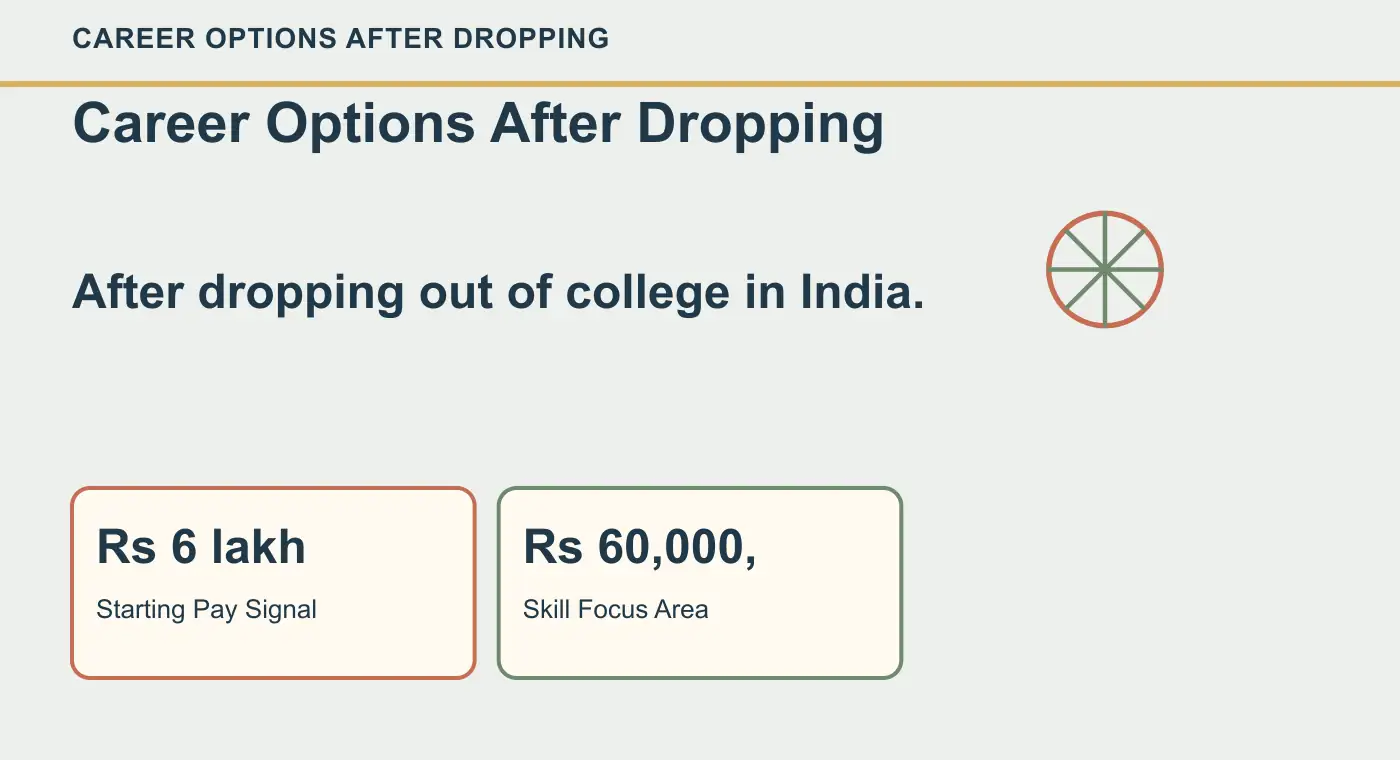 CAREER OPTIONS AFTER DROPPING
Career Options After Dropping
After dropping out of college in India.
Rs 6 lakh
Starting Pay Signal
Rs 60,000,
Skill Focus Area